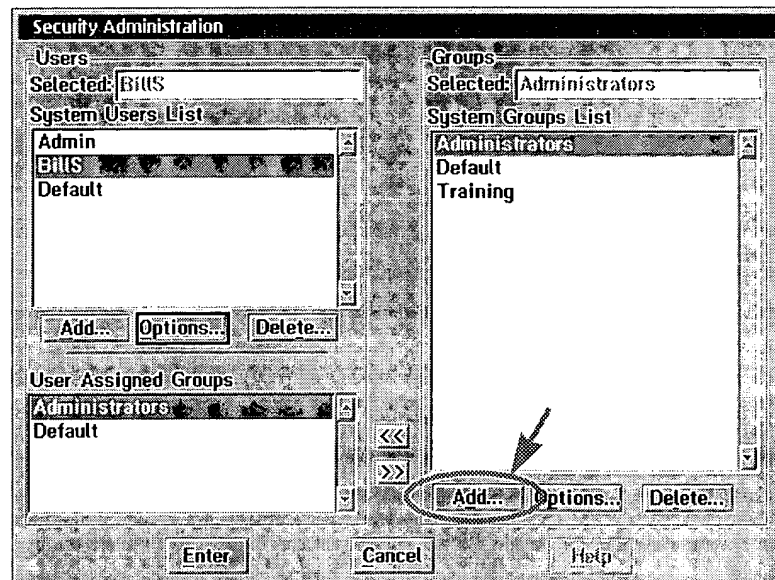 Security Administration
Users
Selected: BillS
System Users List
Admin
BillS
Default
Add... Options... Delete...
User Assigned Groups
Administrators
Default
Groups
Selected: Administrators
System Groups List
Administrators
Default
Training
<<
>>
Add... Options... Delete...
Enter Cancel Help